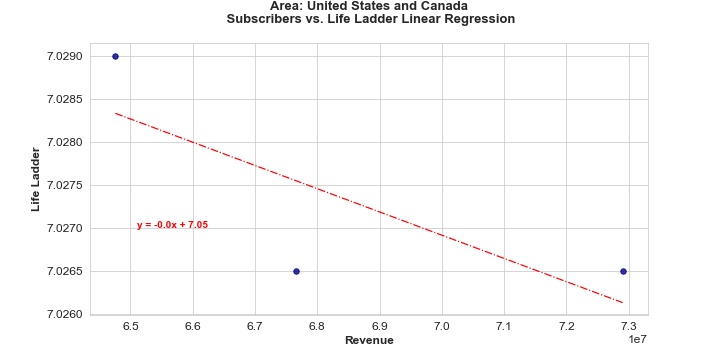 Area: United States and Canada
Subscribers vs. Life Ladder Linear Regression
7.0290
7.0285
7.0280
7.0275
7.0270
7.0265
7.0260
Life Ladder
y = -0.0x + 7.05
6.5 6.6 6.7 6.8 6.9 7.0 7.1 7.2 7.3
1e7
Revenue